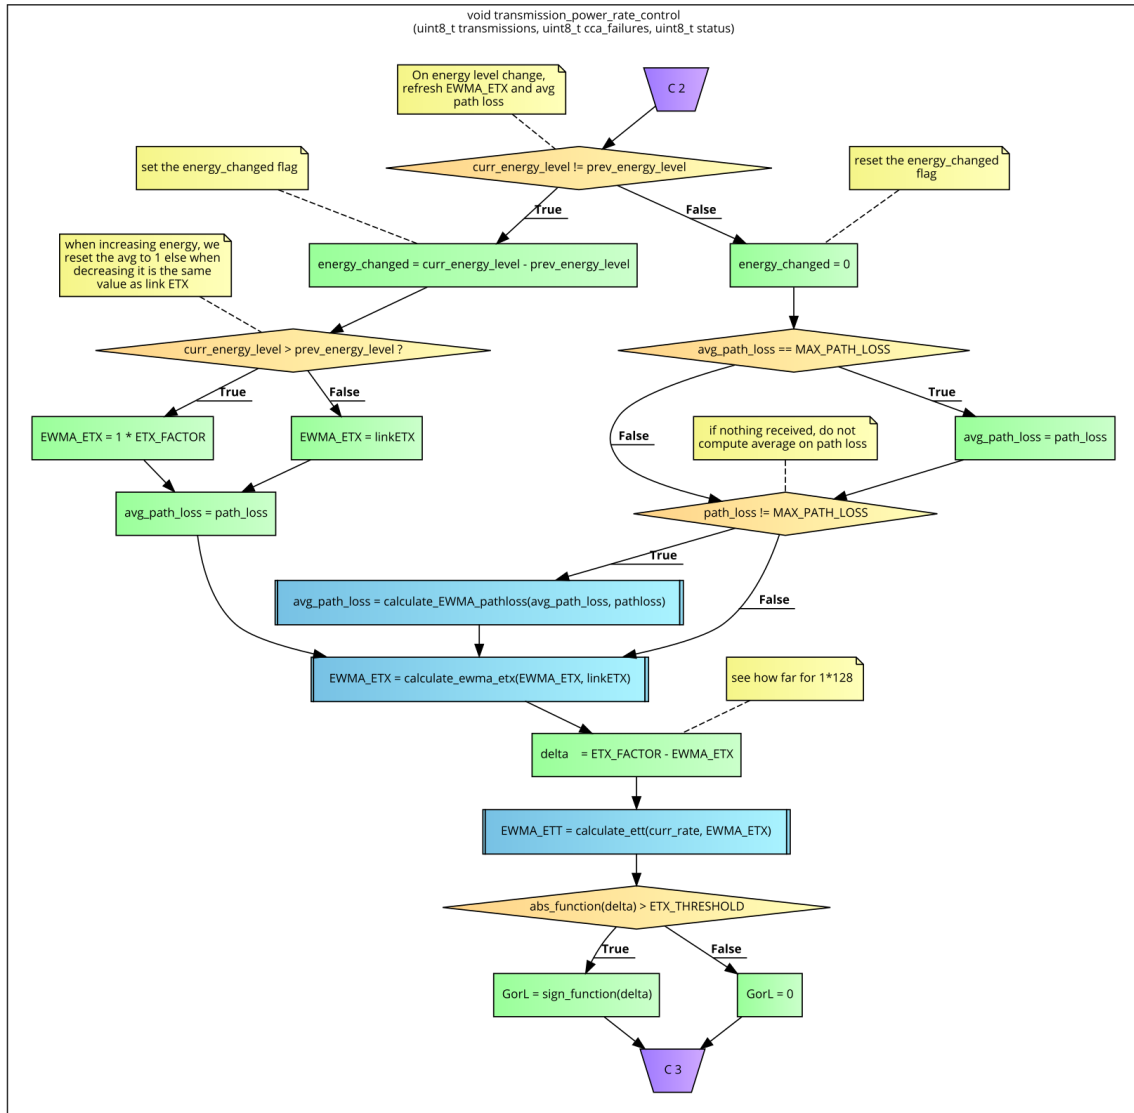 void transmission_power_rate_control
(uint8_t transmissions, uint8_t cca_failures, uint8_t status)
On energy level change,
refresh EWMA_ETX and avg
path loss
C 2
curr_energy_level != prev_energy_level
set the energy_changed flag
reset the energy_changed
flag
True
False
when increasing energy, we
reset the avg to 1 else when
decreasing it is the same
value as link ETX
energy_changed = curr_energy_level - prev_energy_level
energy_changed = 0
curr_energy_level > prev_energy_level ?
avg_path_loss == MAX_PATH_LOSS
True
False
True
False
EWMA_ETX = 1 * ETX_FACTOR
EWMA_ETX = linkETX
if nothing received, do not
compute average on path loss
avg_path_loss = path_loss
avg_path_loss = path_loss
path_loss != MAX_PATH_LOSS
True
False
avg_path_loss = calculate_EWMA_pathloss(avg_path_loss, pathloss)
EWMA_ETX = calculate_ewma_etx(EWMA_ETX, linkETX)
see how far for 1*128
delta = ETX_FACTOR - EWMA_ETX
EWMA_ETT = calculate_ett(curr_rate, EWMA_ETX)
abs_function(delta) > ETX_THRESHOLD
True
False
GorL = sign_function(delta)
GorL = 0
C 3